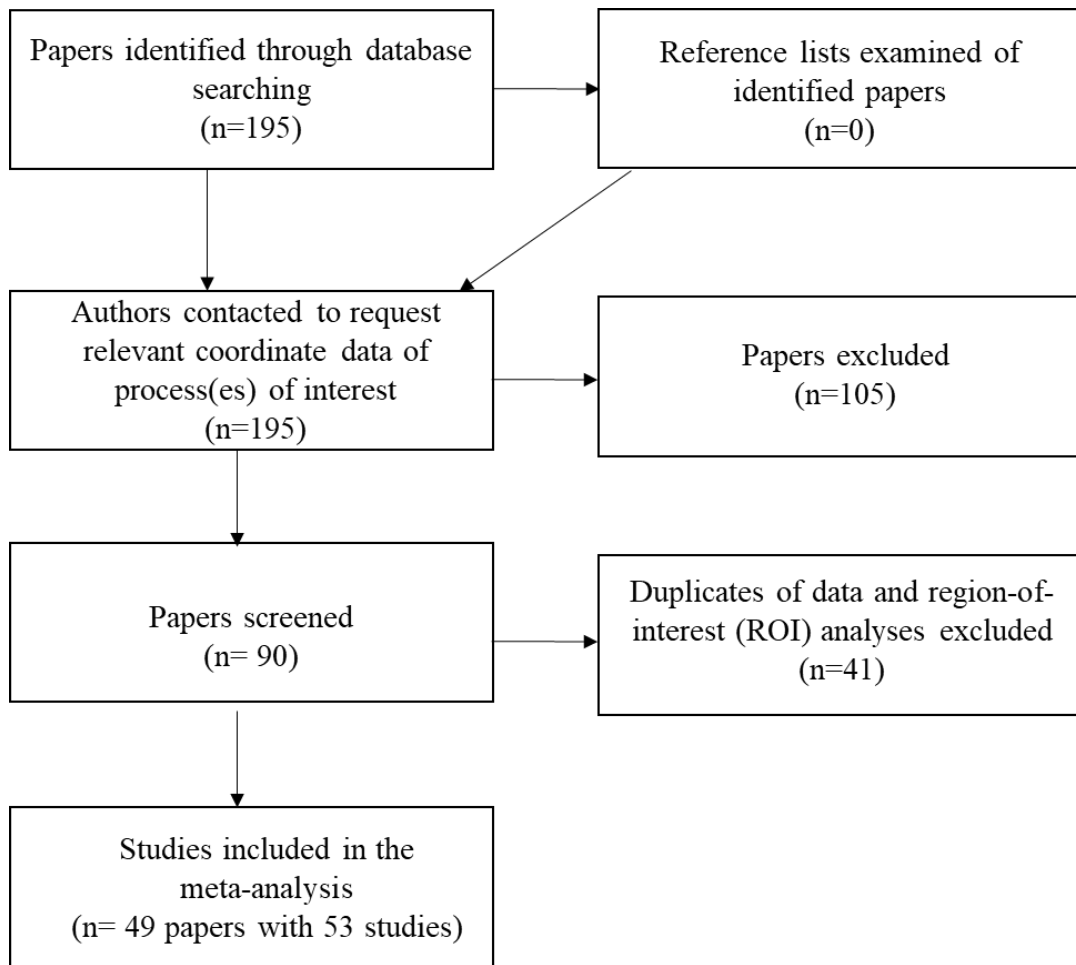 Papers identified through database
searching
(n=195)
Reference lists examined of
identified papers
(n=0)
Authors contacted to request
relevant coordinate data of
process(es) of interest
(n=195)
Papers excluded
(n=105)
Papers screened
(n= 90)
Duplicates of data and region-of-
interest (ROI) analyses excluded
(n=41)
Studies included in the
meta-analysis
(n= 49 papers with 53 studies)